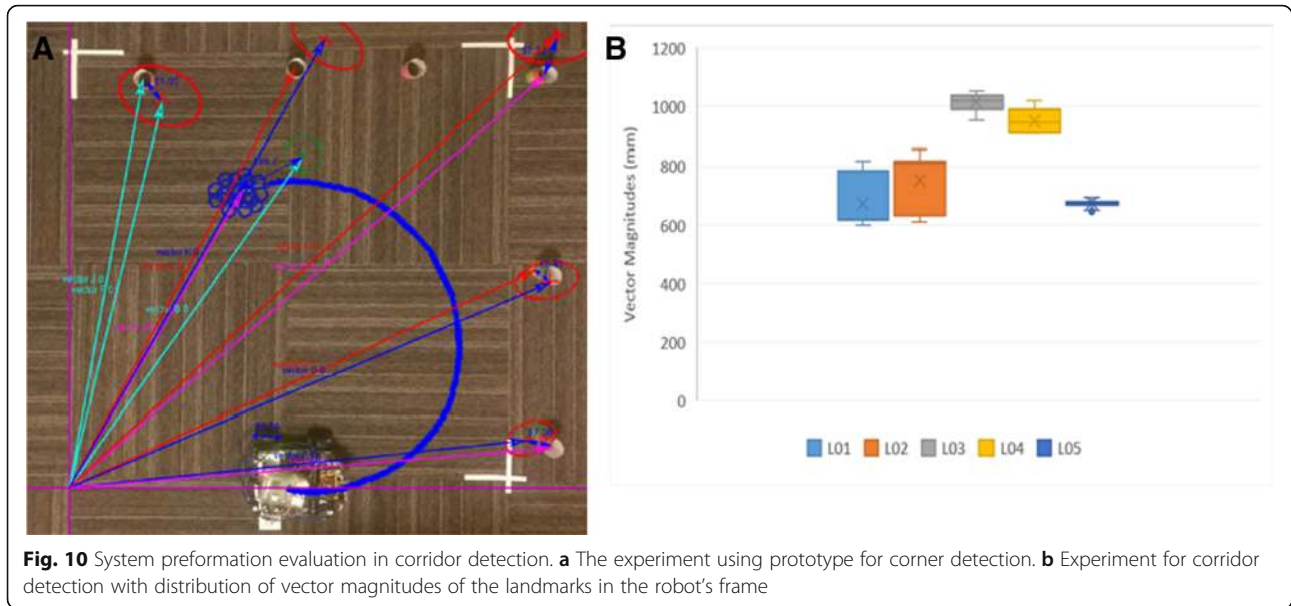 A
B
1200
1000
800
600
400
200
0
Vector Magnitudes (mm)
L01 L02 L03 L04 L05
vector D 0
Fig. 10 System preformation evaluation in corridor detection. a The experiment using prototype for corner detection. b Experiment for corridor
detection with distribution of vector magnitudes of the landmarks in the robot's frame